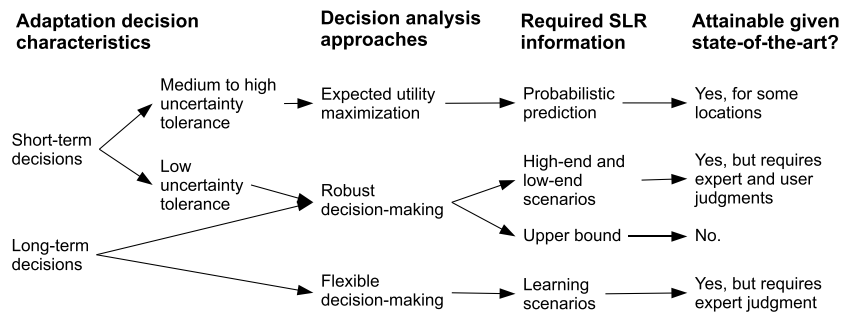 Adaptation decision
characteristics
Decision analysis
approaches
Required SLR
information
Attainable given
state-of-the-art?
Short-term
decisions
Medium to high
uncertainty
tolerance
Expected utility
maximization
Probabilistic
prediction
Yes, for some
locations
Low
uncertainty
tolerance
Robust
decision-making
High-end and
low-end
scenarios
Yes, but requires
expert and user
judgments
Upper bound
No.
Long-term
decisions
Flexible
decision-making
Learning
scenarios
Yes, but requires
expert judgment